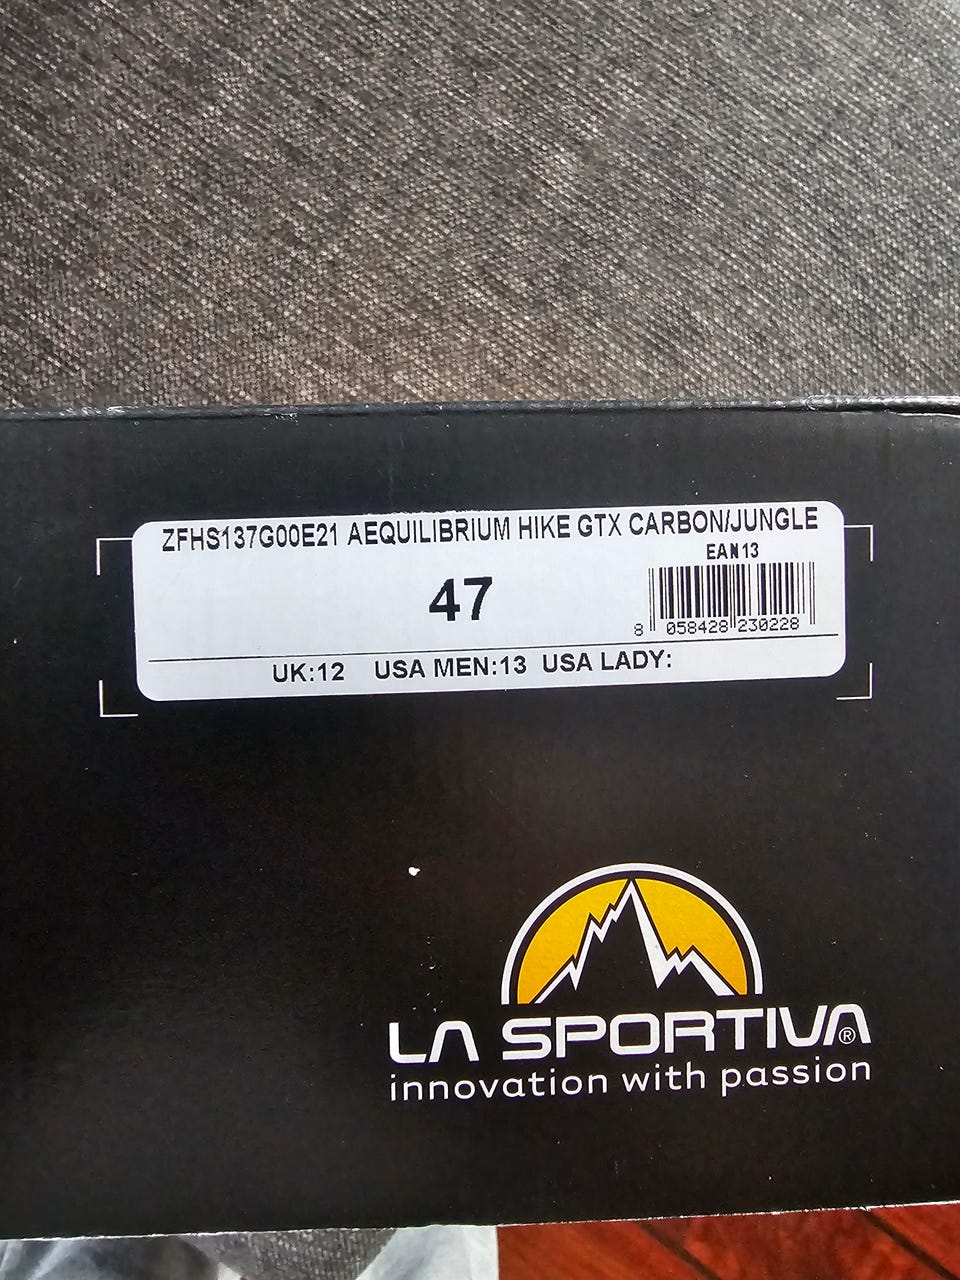 ZFHS137G00E21 AEQUILIBRIUM HIKE GTX CARBON/JUNGLE
EAN13
47
8 058428 230228
UK:12 USA MEN:13 USA LADY:
LA SPORTIVA®
innovation with passion